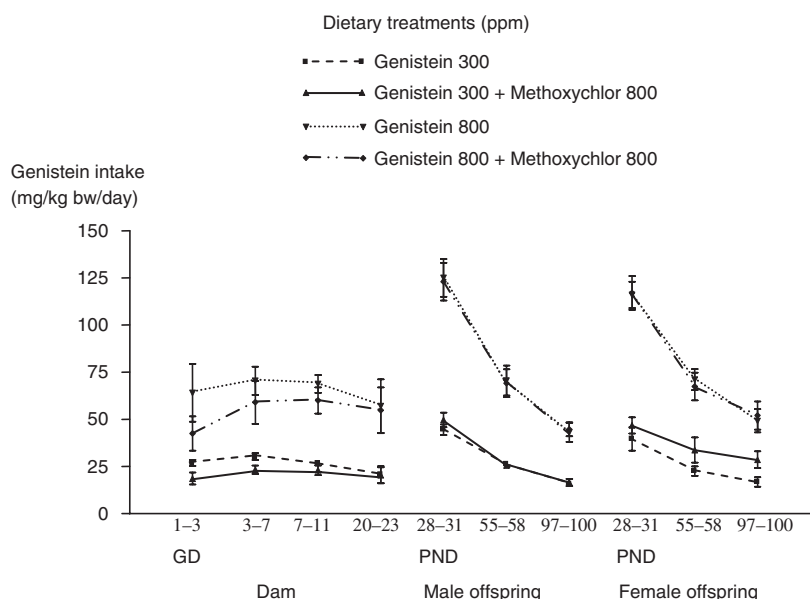 Dietary treatments (ppm)
Genistein 300
Genistein 300 + Methoxychlor 800
Genistein 800
Genistein 800 + Methoxychlor 800
Genistein intake
(mg/kg bw/day)
150
125
100
75
50
25
0
1–3 3–7 7–11 20–23 28–31 55–58 97–100 28–31 55–58 97–100
GD PND PND
Dam Male offspring Female offspring